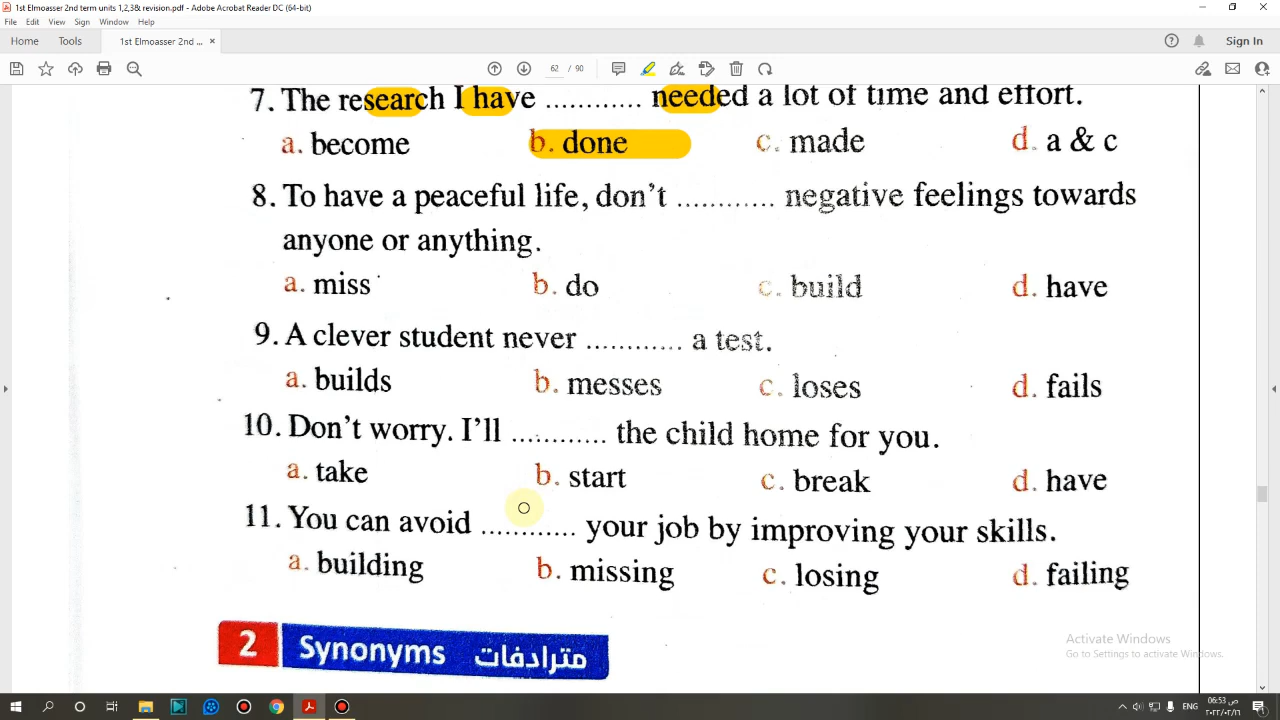 1st Elmoasser 2nd term units 1,2,3& revision.pdf - Adobe Acrobat Reader DC (64-bit)
File Edit View Sign Window Help
Home Tools 1st Elmoasser 2nd ... × Sign In
62 / 90
7. The research I have ............ needed a lot of time and effort.
a. become b. done c. made d. a & c
8. To have a peaceful life, don't ............ negative feelings towards
anyone or anything.
a. miss b. do c. build d. have
9. A clever student never ............ a test.
a. builds b. messes c. loses d. fails
10. Don't worry. I'll ............ the child home for you.
a. take b. start c. break d. have
11. You can avoid ............ your job by improving your skills.
a. building b. missing c. losing d. failing
2 Synonyms مترادفات
Activate Windows
Go to Settings to activate Windows.
ENG 06:53 ص